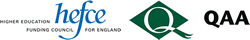 HIGHER EDUCATION hefce
FUNDING COUNCIL FOR ENGLAND
QAA